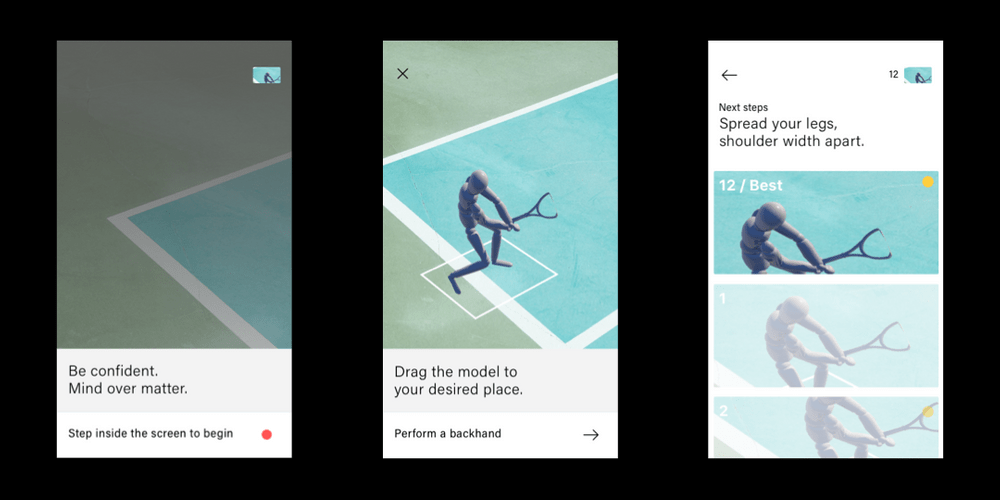 Be confident.
Mind over matter.
Step inside the screen to begin
Drag the model to
your desired place.
Perform a backhand
12
Next steps
Spread your legs,
shoulder width apart.
12 / Best
1
2